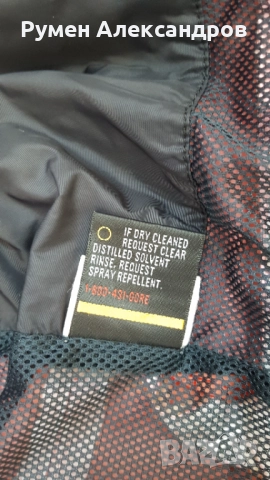 Румен Александров
IF DRY CLEANED
REQUEST CLEAR
DISTILLED SOLVENT
RINSE, REQUEST
SPRAY REPELLENT.
1-800-431-GORE